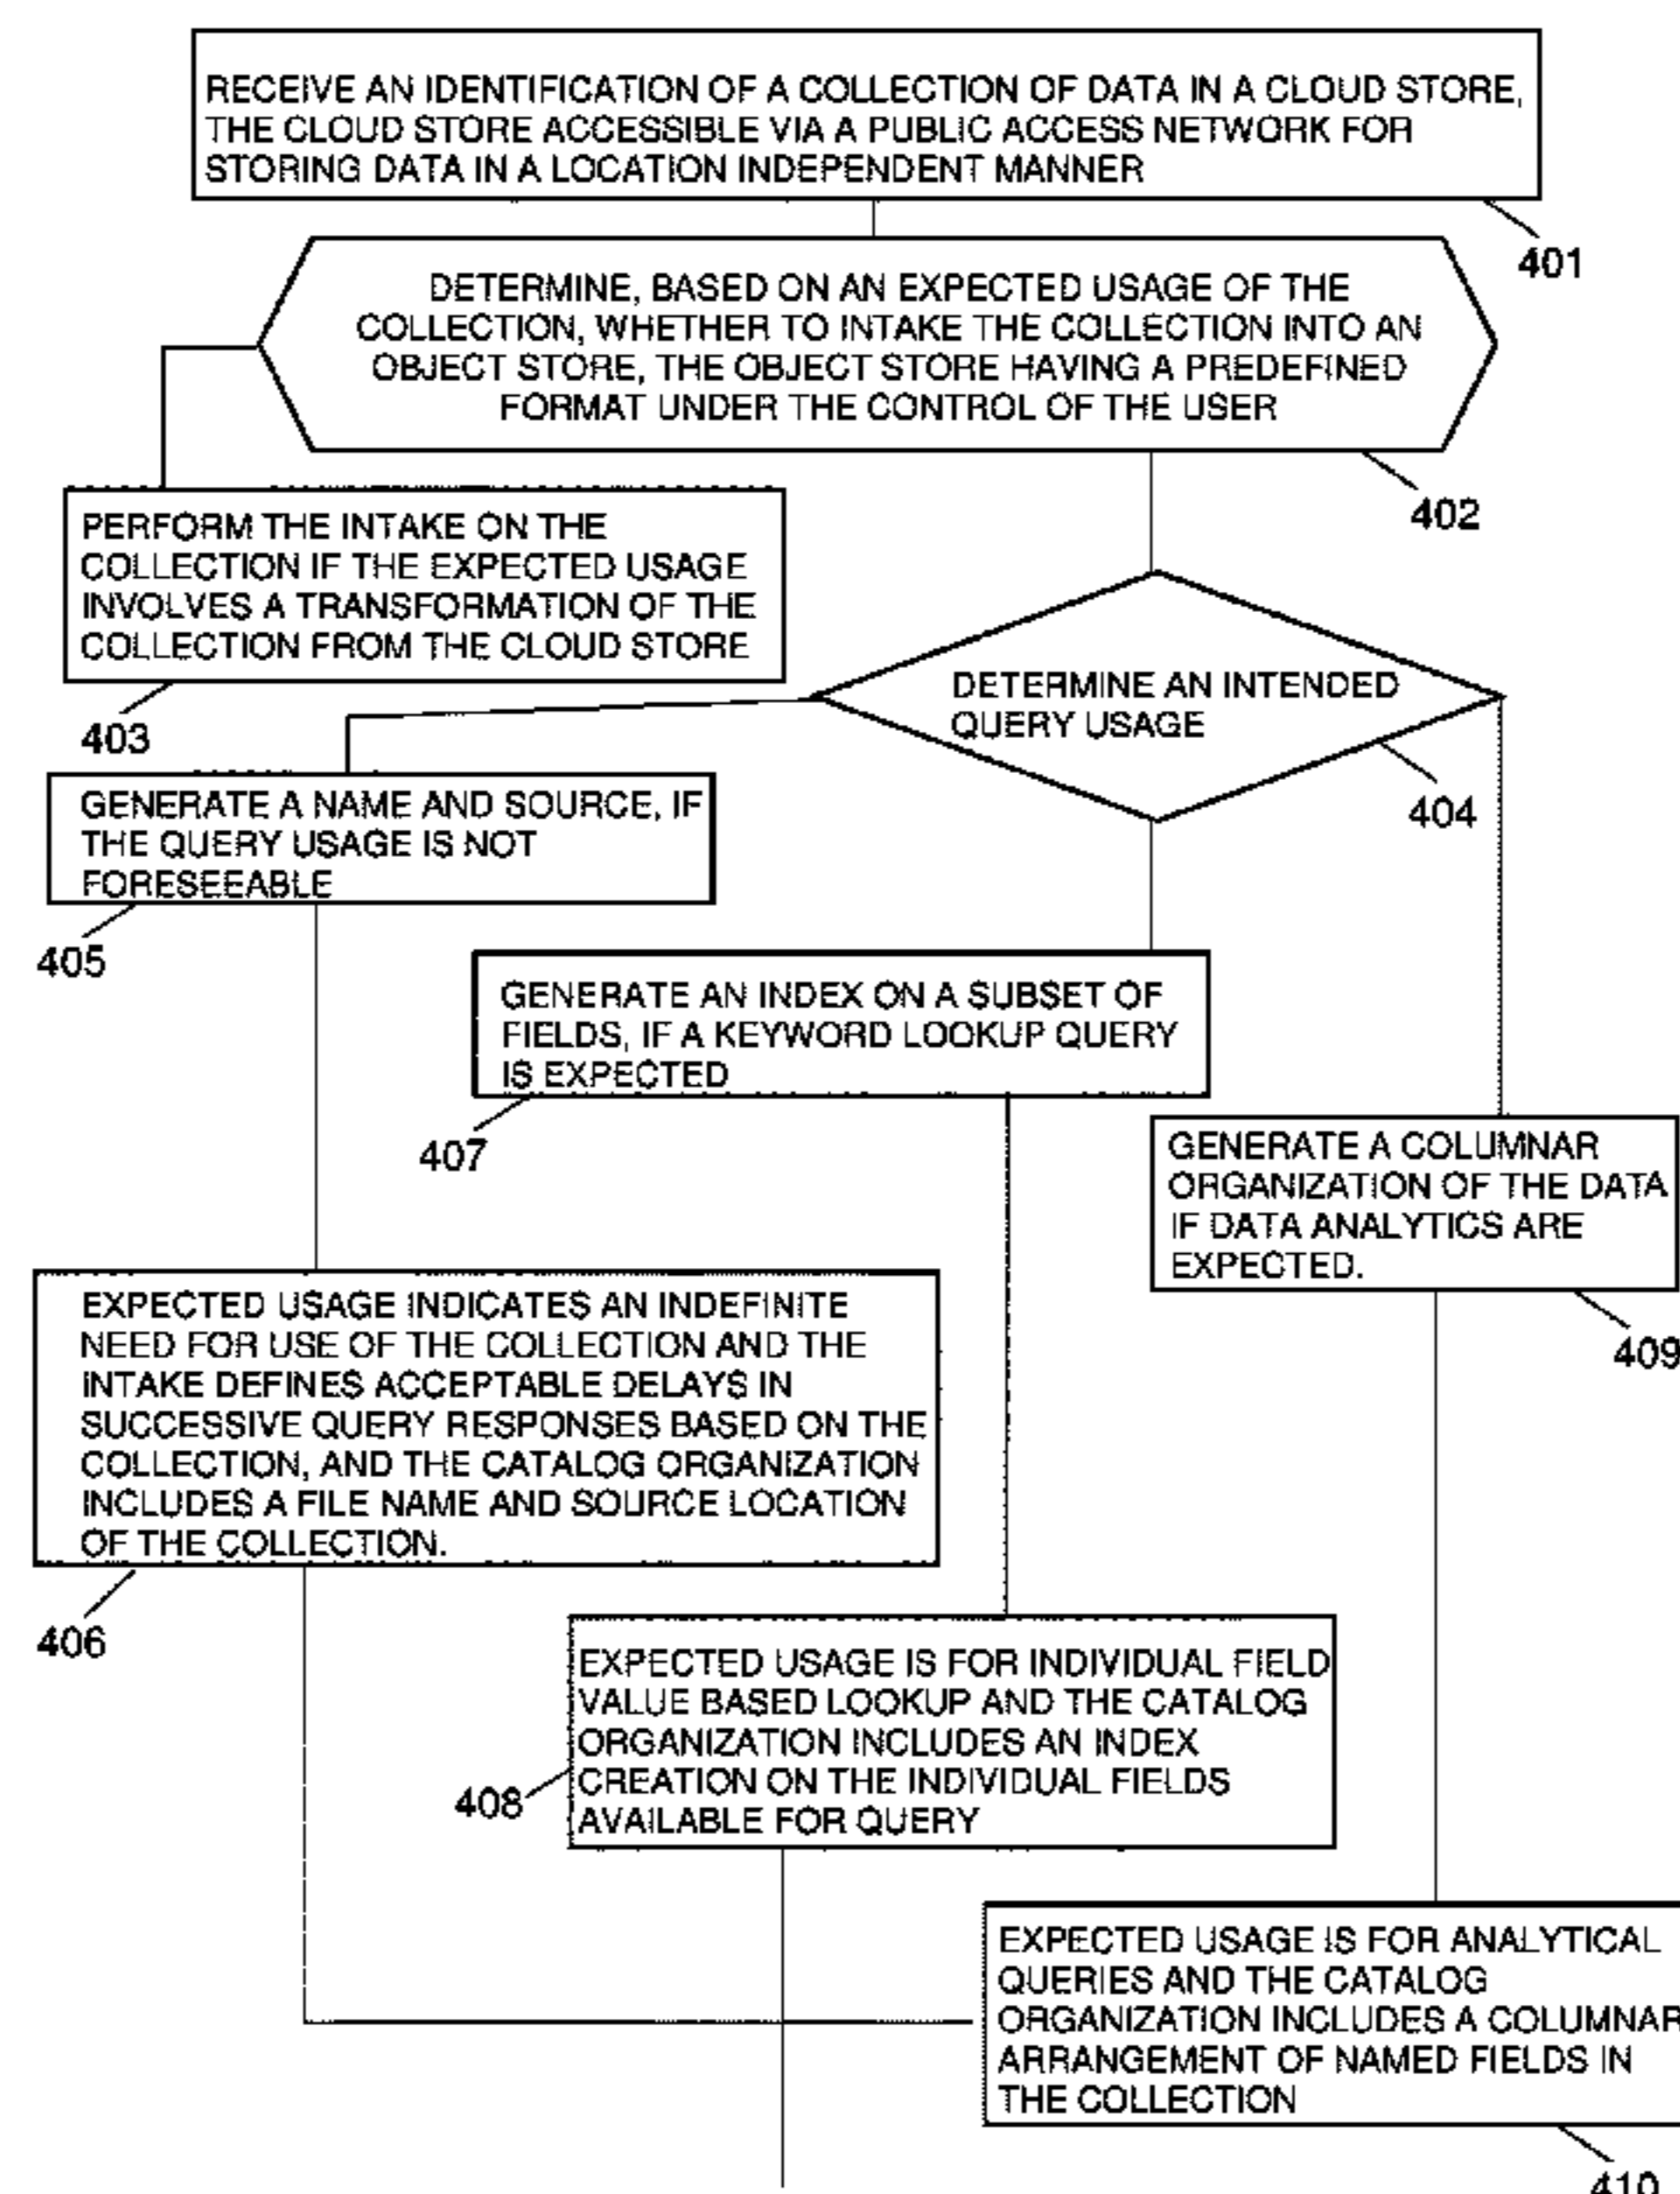 RECEIVE AN IDENTIFICATION OF A COLLECTION OF DATA IN A CLOUD STORE,
THE CLOUD STORE ACCESSIBLE VIA A PUBLIC ACCESS NETWORK FOR
STORING DATA IN A LOCATION INDEPENDENT MANNER
401
DETERMINE, BASED ON AN EXPECTED USAGE OF THE
COLLECTION, WHETHER TO INTAKE THE COLLECTION INTO AN
OBJECT STORE, THE OBJECT STORE HAVING A PREDEFINED
FORMAT UNDER THE CONTROL OF THE USER
402
PERFORM THE INTAKE ON THE
COLLECTION IF THE EXPECTED USAGE
INVOLVES A TRANSFORMATION OF THE
COLLECTION FROM THE CLOUD STORE
403
DETERMINE AN INTENDED
QUERY USAGE
404
GENERATE A NAME AND SOURCE, IF
THE QUERY USAGE IS NOT
FORESEEABLE
405
GENERATE AN INDEX ON A SUBSET OF
FIELDS, IF A KEYWORD LOOKUP QUERY
IS EXPECTED
407
GENERATE A COLUMNAR
ORGANIZATION OF THE DATA
IF DATA ANALYTICS ARE
EXPECTED.
409
EXPECTED USAGE INDICATES AN INDEFINITE
NEED FOR USE OF THE COLLECTION AND THE
INTAKE DEFINES ACCEPTABLE DELAYS IN
SUCCESSIVE QUERY RESPONSES BASED ON THE
COLLECTION, AND THE CATALOG ORGANIZATION
INCLUDES A FILE NAME AND SOURCE LOCATION
OF THE COLLECTION.
406
EXPECTED USAGE IS FOR INDIVIDUAL FIELD
VALUE BASED LOOKUP AND THE CATALOG
ORGANIZATION INCLUDES AN INDEX
CREATION ON THE INDIVIDUAL FIELDS
AVAILABLE FOR QUERY
408
EXPECTED USAGE IS FOR ANALYTICAL
QUERIES AND THE CATALOG
ORGANIZATION INCLUDES A COLUMNAR
ARRANGEMENT OF NAMED FIELDS IN
THE COLLECTION
410